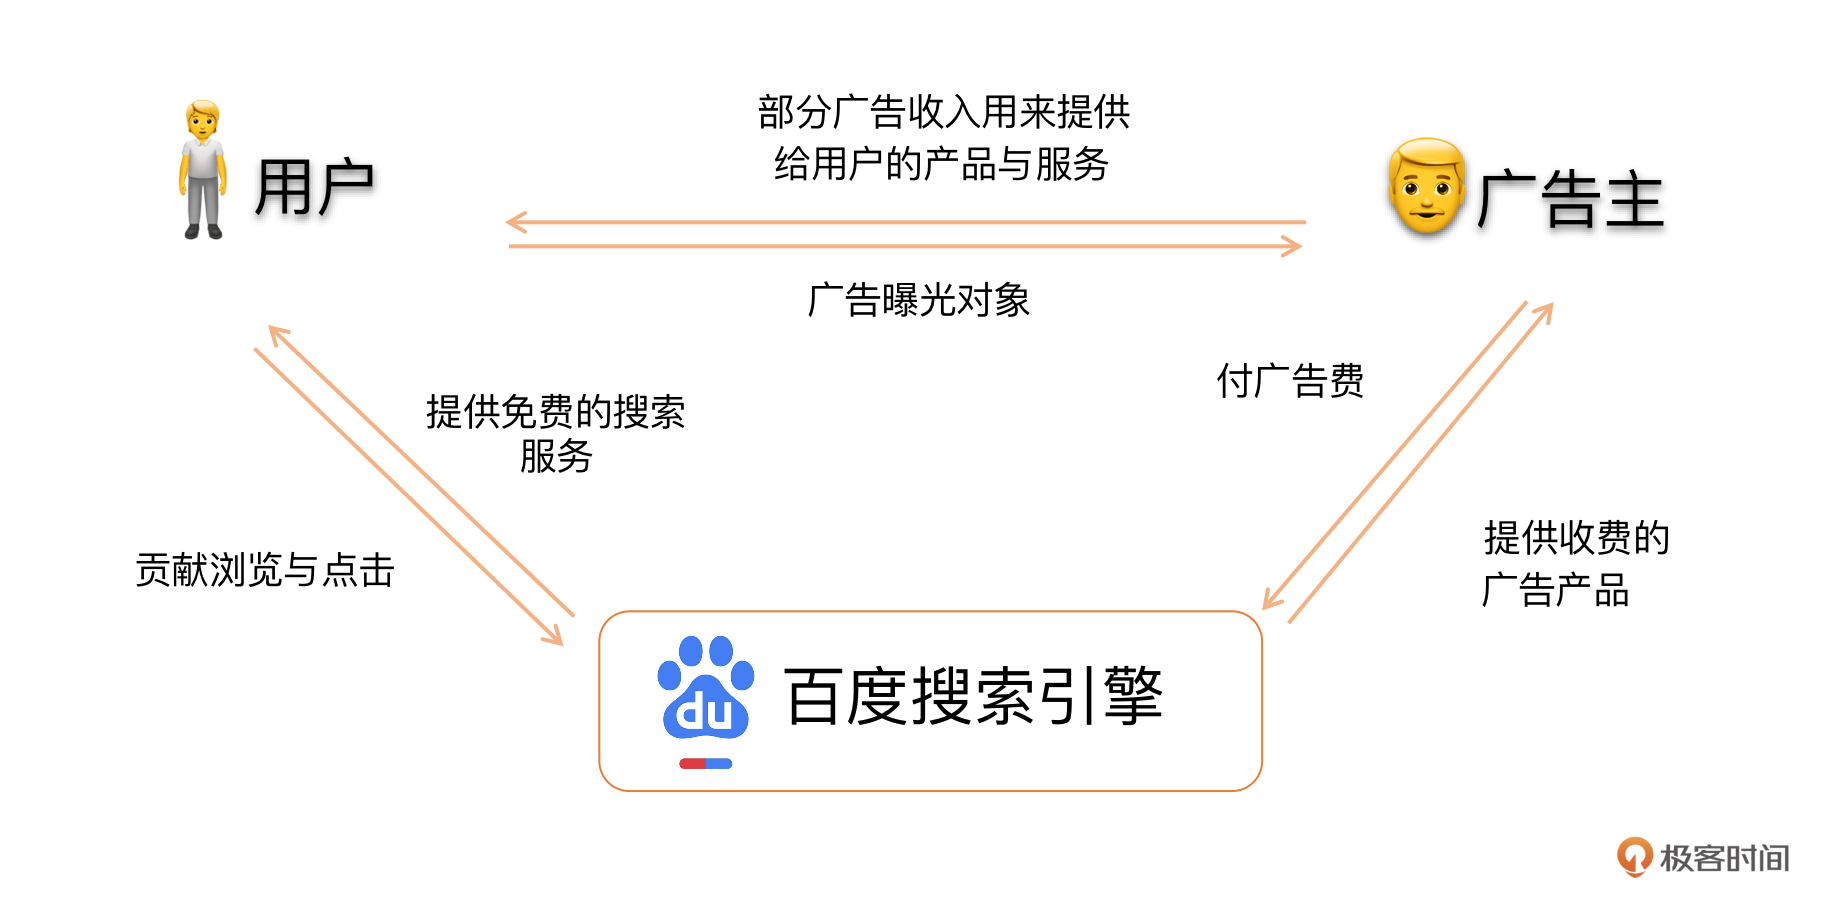 部分广告收入用来提供
给用户的产品与服务
用户
广告主
广告曝光对象
付广告费
提供免费的搜索
服务
提供收费的
广告产品
贡献浏览与点击
du
百度搜索引擎
极客时间